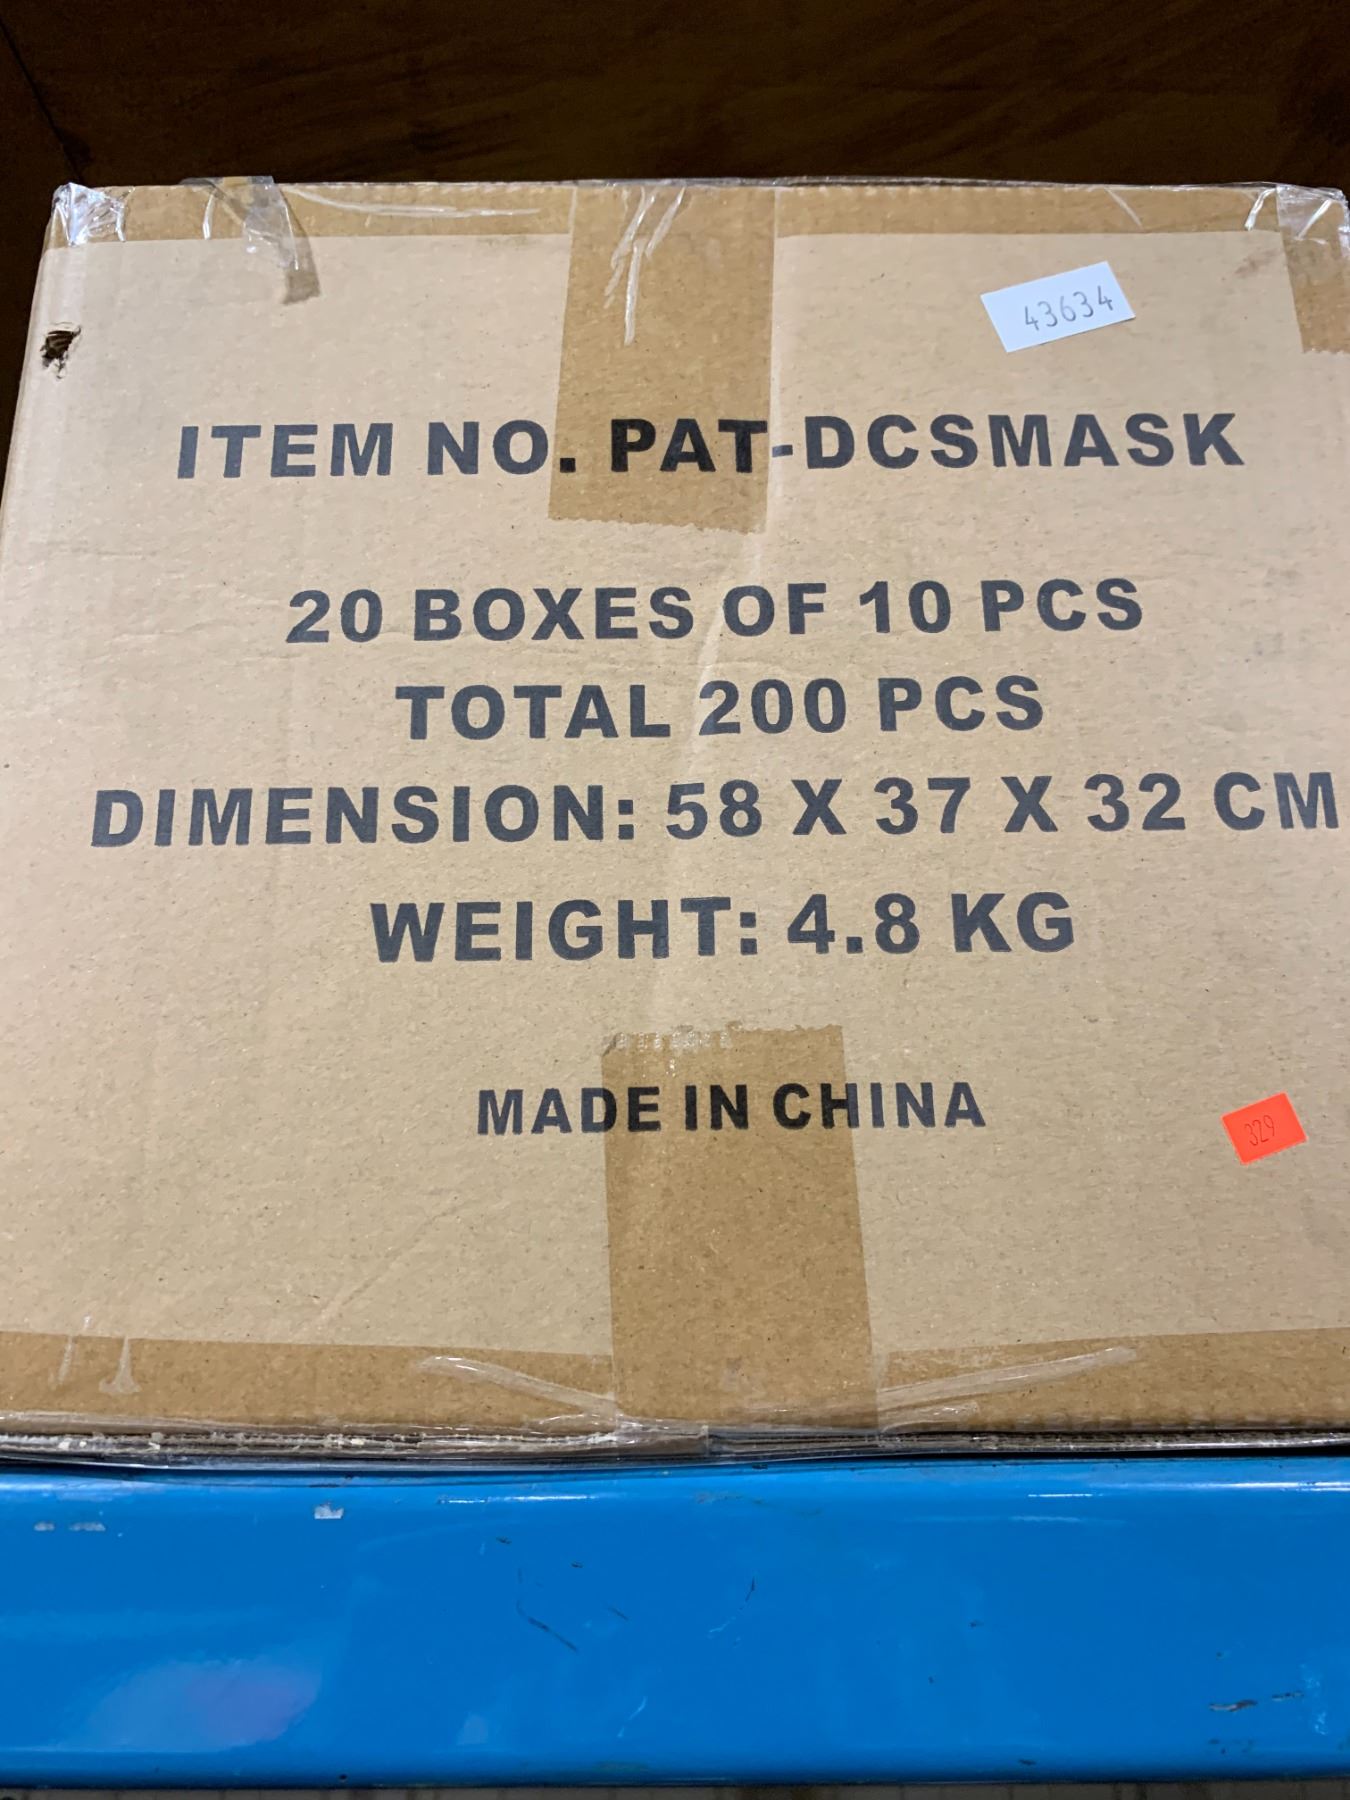 43634
ITEM NO. PAT-DCSMASK
20 BOXES OF 10 PCS
TOTAL 200 PCS
DIMENSION: 58 X 37 X 32 CM
WEIGHT: 4.8 KG
MADE IN CHINA
329